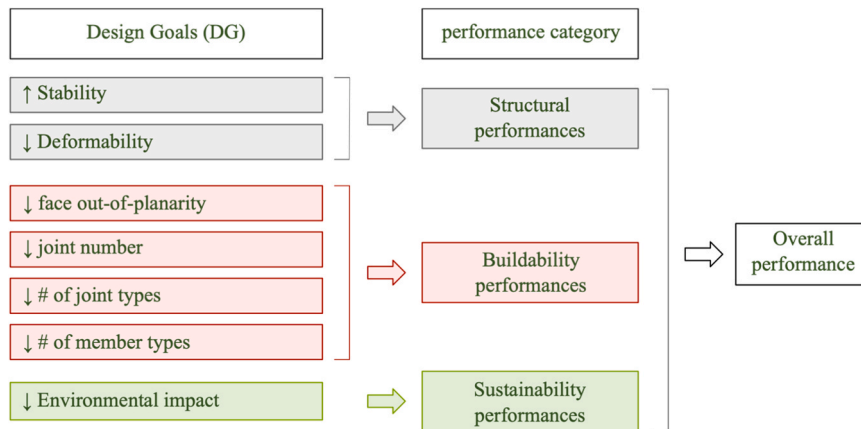 Design Goals (DG)
performance category
↑ Stability
↓ Deformability
Structural
performances
↓ face out-of-planarity
↓ joint number
↓ # of joint types
↓ # of member types
Buildability
performances
↓ Environmental impact
Sustainability
performances
Overall
performance